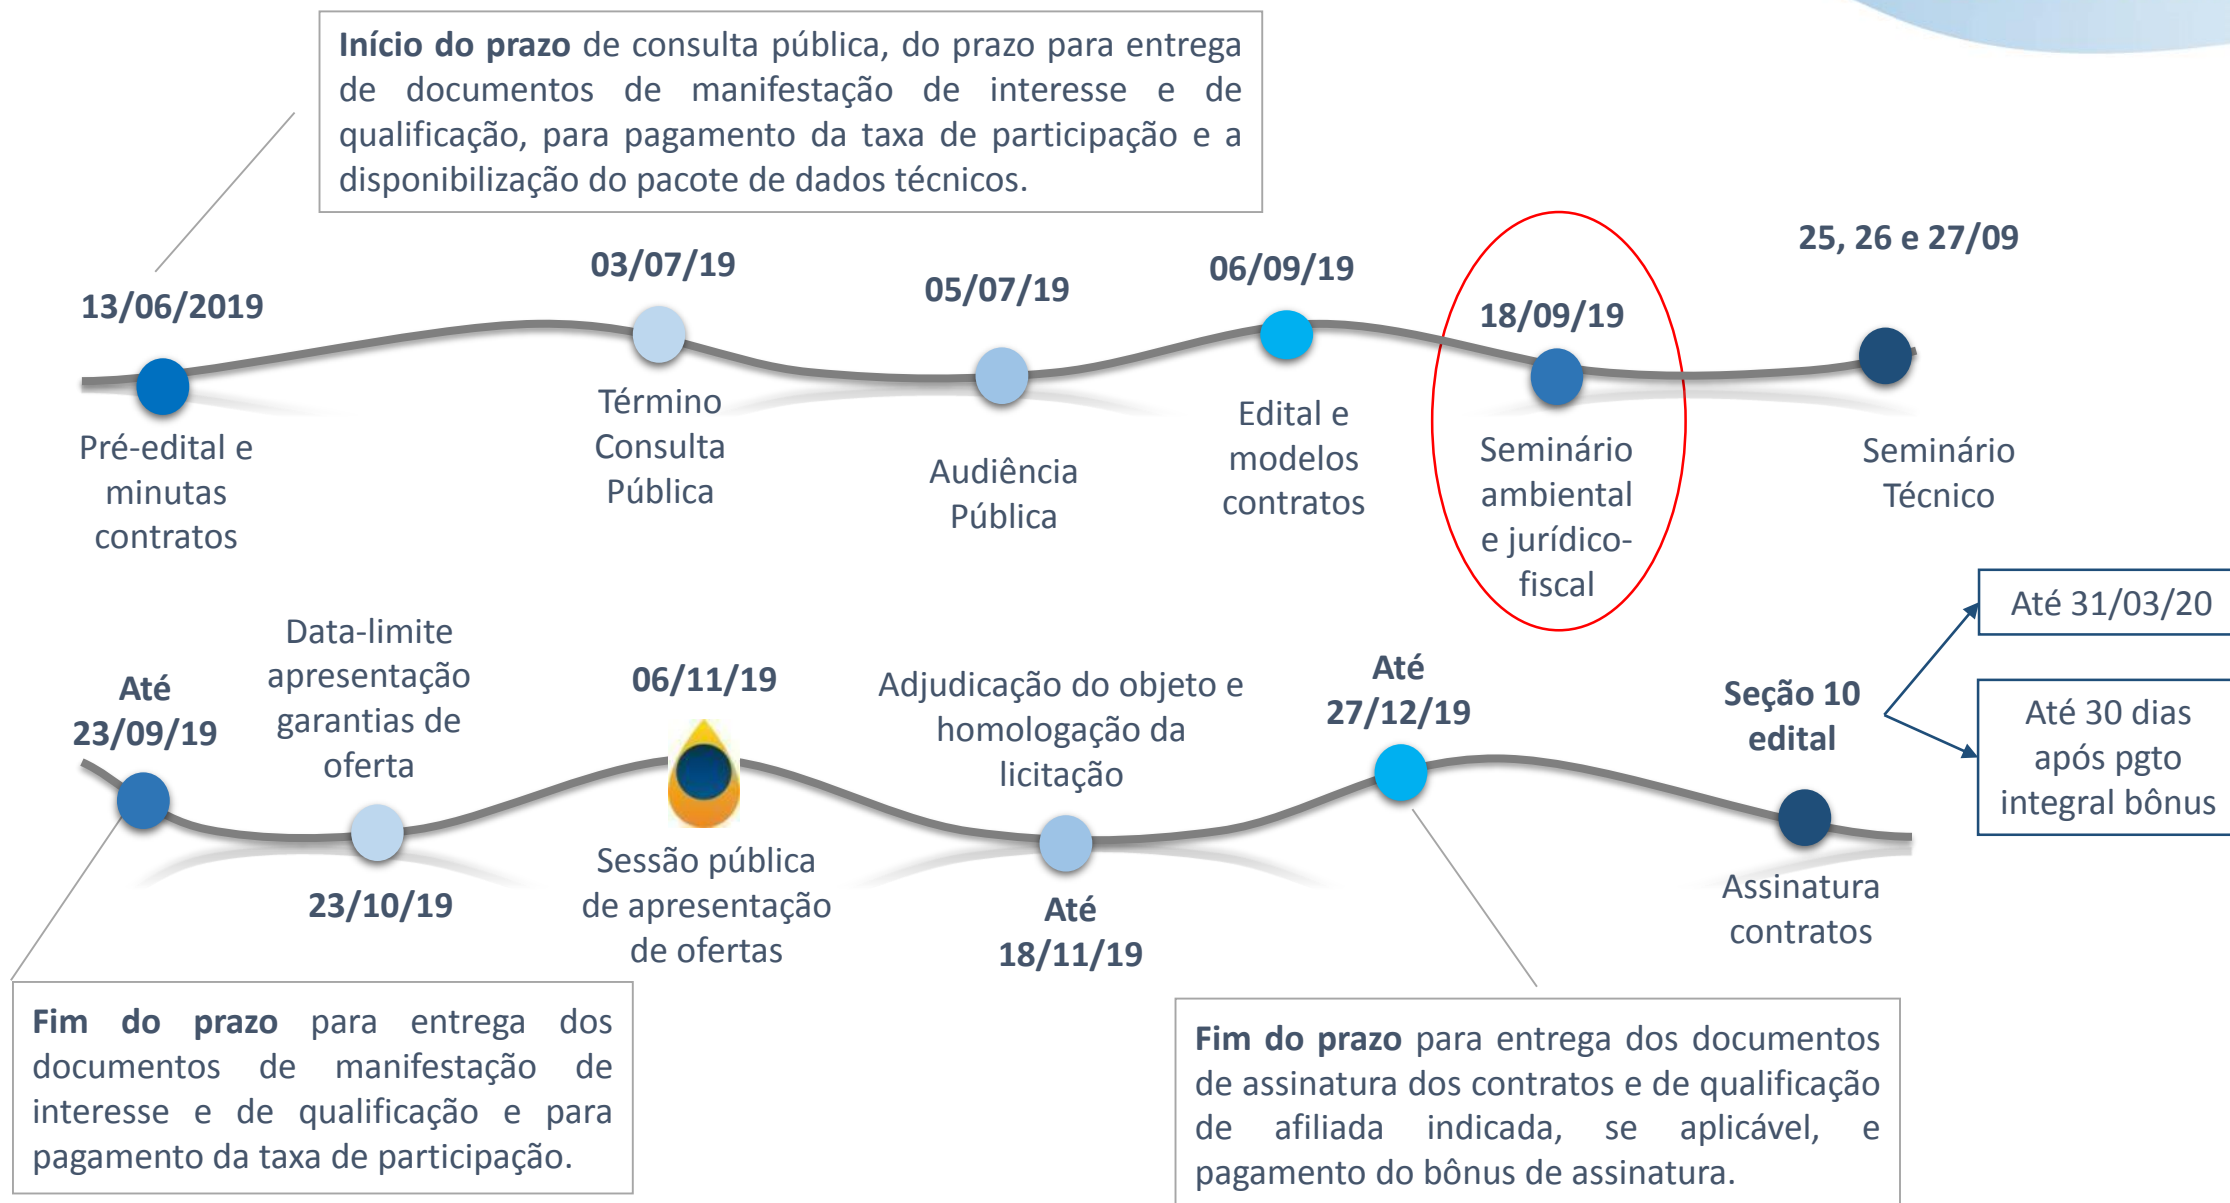 Início do prazo de consulta pública, do prazo para entrega
de documentos de manifestação de interesse e de
qualificação, para pagamento da taxa de participação e a
disponibilização do pacote de dados técnicos.
13/06/2019
Pré-edital e
minutas
contratos
03/07/19
Término
Consulta
Pública
05/07/19
Audiência
Pública
06/09/19
Edital e
modelos
contratos
18/09/19
Seminário
ambiental
e jurídico-
fiscal
25, 26 e 27/09
Seminário
Técnico
Até
23/09/19
Data-limite
apresentação
garantias de
oferta
23/10/19
06/11/19
Sessão pública
de apresentação
de ofertas
Adjudicação do objeto e
homologação da
licitação
Até
18/11/19
Até
27/12/19
Seção 10
edital
Assinatura
contratos
Até 31/03/20
Até 30 dias
após pgto
integral bônus
Fim do prazo para entrega dos
documentos de manifestação de
interesse e de qualificação e para
pagamento da taxa de participação.
Fim do prazo para entrega dos documentos
de assinatura dos contratos e de qualificação
de afiliada indicada, se aplicável, e
pagamento do bônus de assinatura.